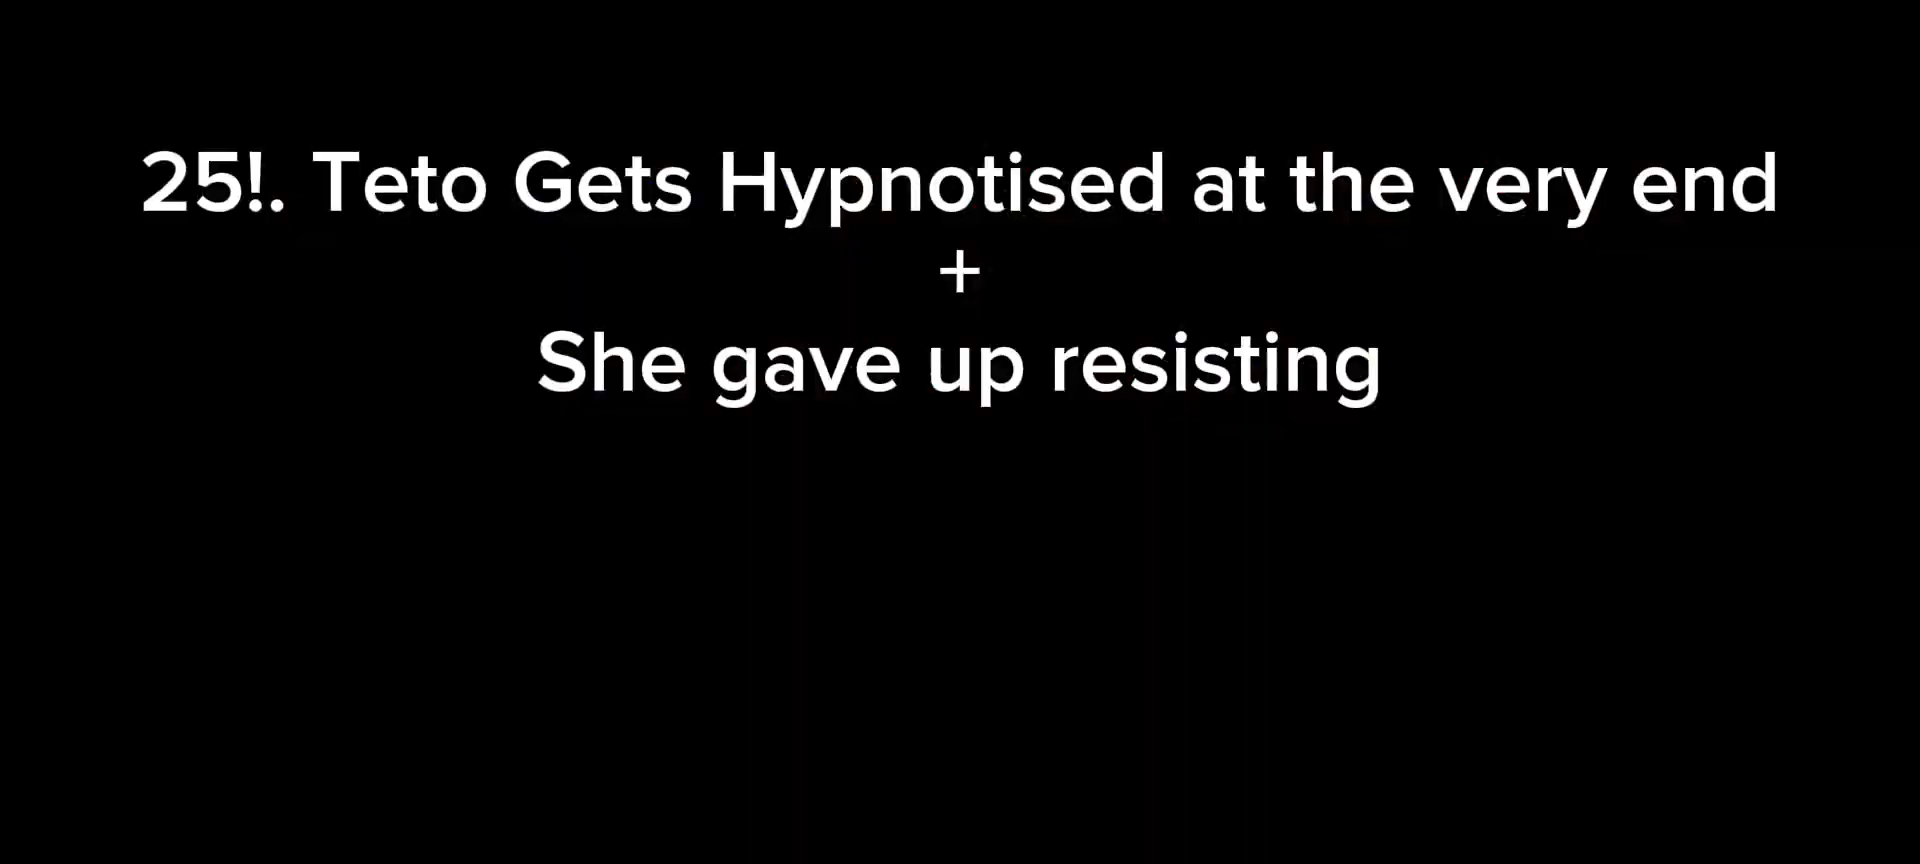 25!. Teto Gets Hypnotised at the very end
+
She gave up resisting